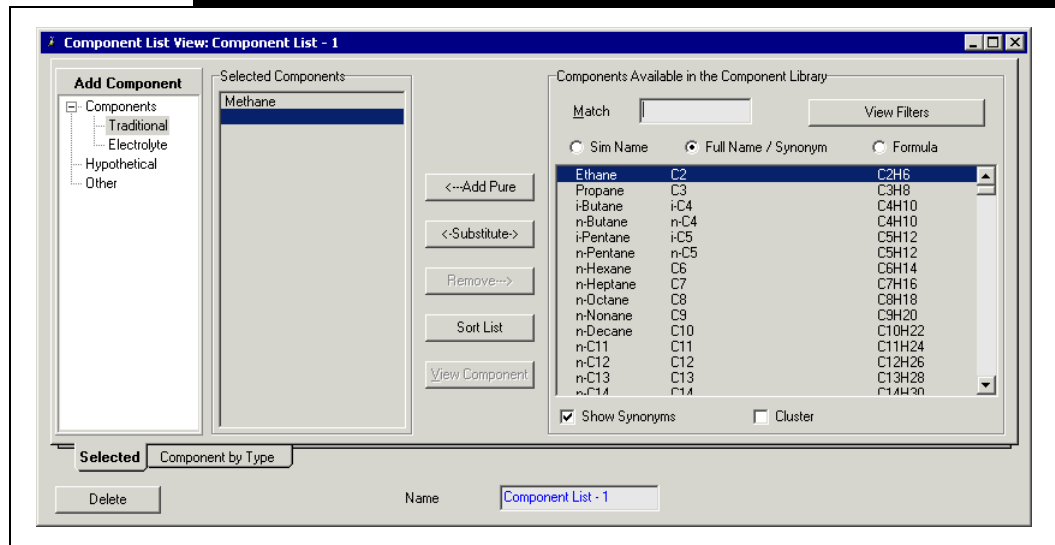 Component List View: Component List - 1
Add Component
Components
Traditional
Electrolyte
Hypothetical
Other
Selected Components
Methane
<---Add Pure
<-Substitute->
Remove--->
Sort List
View Component
Components Available in the Component Library
Match
View Filters
Sim Name Full Name / Synonym Formula
Ethane C2 C2H6
Propane C3 C3H8
i-Butane i-C4 C4H10
n-Butane n-C4 C4H10
i-Pentane i-C5 C5H12
n-Pentane n-C5 C5H12
n-Hexane C6 C6H14
n-Heptane C7 C7H16
n-Octane C8 C8H18
n-Nonane C9 C9H20
n-Decane C10 C10H22
n-C11 C11 C11H24
n-C12 C12 C12H26
n-C13 C13 C13H28
n-C14 C14 C14H30
Show Synonyms Cluster
Selected Component by Type
Delete Name Component List - 1